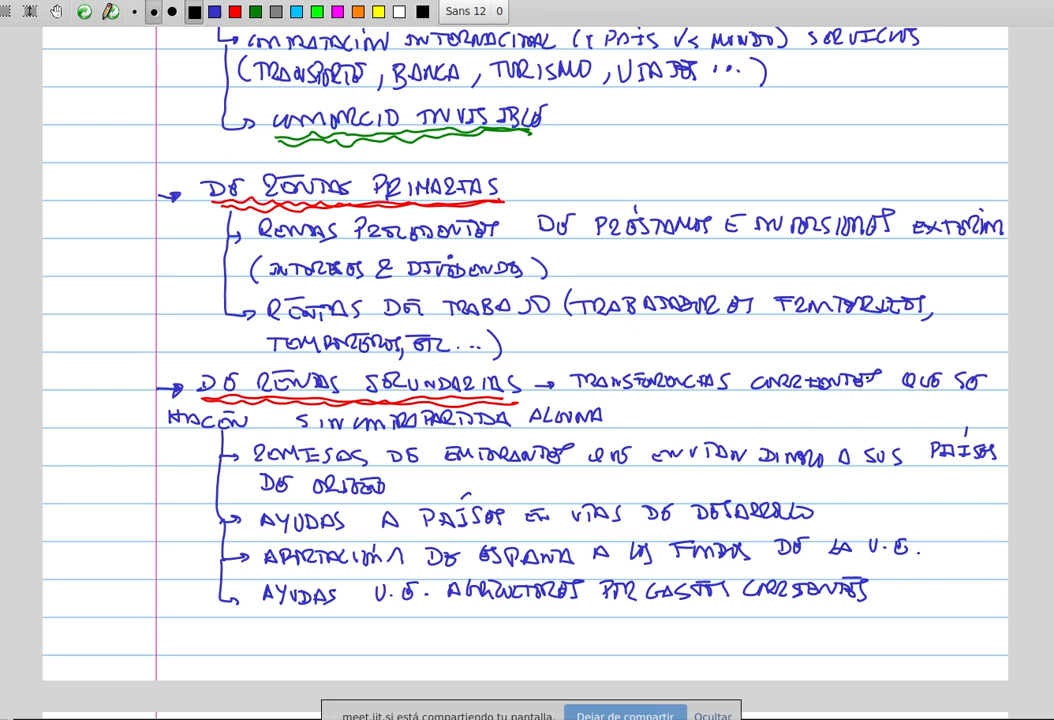 Sans 12 0
CONTRATACIÓN INTERNACIONAL (1 PAÍS VS MUNDO) SERVICIOS
(TRANSPORTE, BANCA, TURISMO, VIAJES ...)
COMERCIO INVISIBLE
→ DE RENTAS PRIMARIAS
RENTAS PROCEDENTES DE PRÉSTAMOS E INVERSIONES EXTERIOR
(INTERESES & DIVIDENDOS)
RENTAS DEL TRABAJO (TRABAJADORES FRONTERIZOS,
TEMPOREROS, ETC ...)
→ DE RENTAS SECUNDARIAS → TRANSFERENCIAS CORRIENTES QUE SE
HACEN SIN CONTRAPARTIDA ALGUNA
REMESAS DE EMIGRANTES QUE ENVIAN DINERO A SUS PAÍSES
DE ORIGEN
AYUDAS A PAÍSES EN VIAS DE DESARROLLO
APORTACIÓN DE ESPAÑA A LOS FONDOS DE LA U.E.
AYUDAS U.E. AGRICULTORES POR GASTOS CORRIENTES
meet.jit.si está compartiendo tu pantalla. Dejar de compartir Ocultar